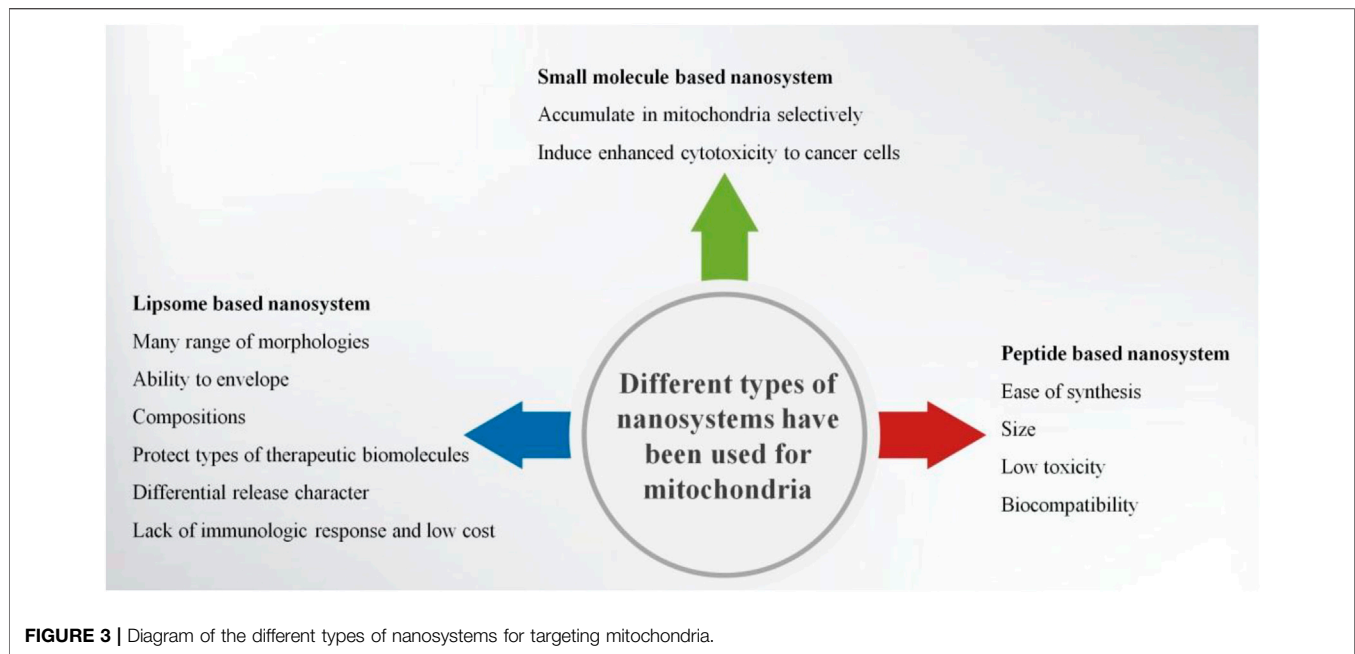 Small molecule based nanosystem
Accumulate in mitochondria selectively
Induce enhanced cytotoxicity to cancer cells
Lipsome based nanosystem
Many range of morphologies
Ability to envelope
Compositions
Protect types of therapeutic biomolecules
Differential release character
Lack of immunologic response and low cost
Different types of
nanosystems have
been used for
mitochondria
Peptide based nanosystem
Ease of synthesis
Size
Low toxicity
Biocompatibility
FIGURE 3 | Diagram of the different types of nanosystems for targeting mitochondria.